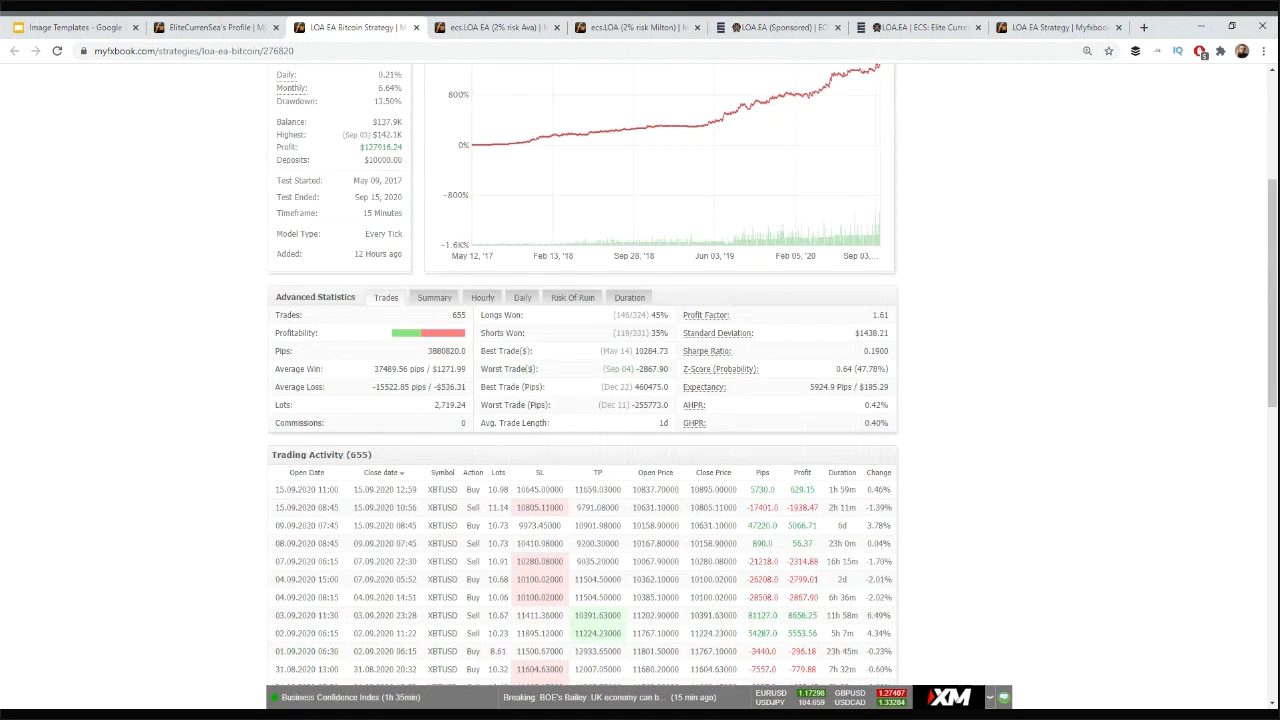 Image Templates - Google S
EliteCurrenSea's Profile | My
LOA EA Bitcoin Strategy | M
ecs.LOA EA (2% risk Ava) | M
ecs.LOA (2% risk Milton) | M
LOA.EA (Sponsored) | EC
LOA.EA | ECS: Elite Curre
LOA EA Strategy | Myfxbook
myfxbook.com/strategies/loa-ea-bitcoin/276820
Daily: 0.21%
Monthly: 6.64%
Drawdown: 13.50%
Balance: $137.9K
Highest: (Sep 03) $142.1K
Profit: $127916.24
Deposits: $10000.00
Test Started: May 09, 2017
Test Ended: Sep 15, 2020
Timeframe: 15 Minutes
Model Type: Every Tick
Added: 12 Hours ago
800%
0%
-800%
-1.6K%
May 12, '17 Feb 13, '18 Sep 28, '18 Jun 03, '19 Feb 05, '20 Sep 03,...
Advanced Statistics Trades Summary Hourly Daily Risk Of Ruin Duration
Trades: 655 Longs Won: (146/324) 45% Profit Factor: 1.61
Profitability: Shorts Won: (119/331) 35% Standard Deviation: $1438.21
Pips: 3880820.0 Best Trade($): (May 14) 10284.73 Sharpe Ratio: 0.1900
Average Win: 37489.56 pips / $1271.99 Worst Trade($): (Sep 04) -2867.90 Z-Score (Probability): 0.64 (47.78%)
Average Loss: -15522.85 pips / -$536.31 Best Trade (Pips): (Dec 22) 460475.0 Expectancy: 5924.9 Pips / $195.29
Lots: 2,719.24 Worst Trade (Pips): (Dec 11) -255773.0 AHPR: 0.42%
Commissions: 0 Avg. Trade Length: 1d GHPR: 0.40%
Trading Activity (655)
Open Date Close date Symbol Action Lots SL TP Open Price Close Price Pips Profit Duration Change
15.09.2020 11:00 15.09.2020 12:59 XBTUSD Buy 10.98 10645.00000 11659.03000 10837.70000 10895.00000 5730.0 629.15 1h 59m 0.46%
15.09.2020 08:45 15.09.2020 10:56 XBTUSD Sell 11.14 10805.11000 9791.08000 10631.10000 10805.11000 -17401.0 -1938.47 2h 11m -1.39%
09.09.2020 07:45 15.09.2020 08:45 XBTUSD Buy 10.73 9973.45000 10901.98000 10158.90000 10631.10000 47220.0 5066.71 6d 3.78%
08.09.2020 08:45 09.09.2020 07:45 XBTUSD Sell 10.73 10410.98000 9200.30000 10167.80000 10158.90000 890.0 56.37 23h 0m 0.04%
07.09.2020 06:15 07.09.2020 22:30 XBTUSD Sell 10.91 10280.08000 9035.20000 10067.90000 10280.08000 -21218.0 -2314.88 16h 15m -1.70%
04.09.2020 15:00 07.09.2020 05:52 XBTUSD Buy 10.68 10100.02000 11504.50000 10362.10000 10100.02000 -26208.0 -2799.01 2d -2.01%
04.09.2020 08:15 04.09.2020 14:51 XBTUSD Buy 10.06 10100.02000 11504.50000 10385.10000 10100.02000 -28508.0 -2867.90 6h 36m -2.02%
03.09.2020 11:30 03.09.2020 23:28 XBTUSD Sell 10.67 11411.36000 10391.63000 11202.90000 10391.63000 81127.0 8656.25 11h 58m 6.49%
02.09.2020 06:15 02.09.2020 11:22 XBTUSD Sell 10.23 11895.12000 11224.23000 11767.10000 11224.23000 54287.0 5553.56 5h 7m 4.34%
01.09.2020 06:30 02.09.2020 06:15 XBTUSD Buy 8.61 11500.67000 12933.65000 11801.50000 11767.10000 -3440.0 -296.18 23h 45m -0.23%
31.08.2020 13:00 31.08.2020 20:32 XBTUSD Buy 10.32 11604.63000 12007.05000 11680.20000 11604.63000 -7557.0 -779.88 7h 32m -0.60%
Business Confidence Index (1h 35min) Breaking: BOE's Bailey: UK economy can b... (15 min ago)
EURUSD 1.17298 GBPUSD 1.27407
USDJPY 104.659 USDCAD 1.33284
XM